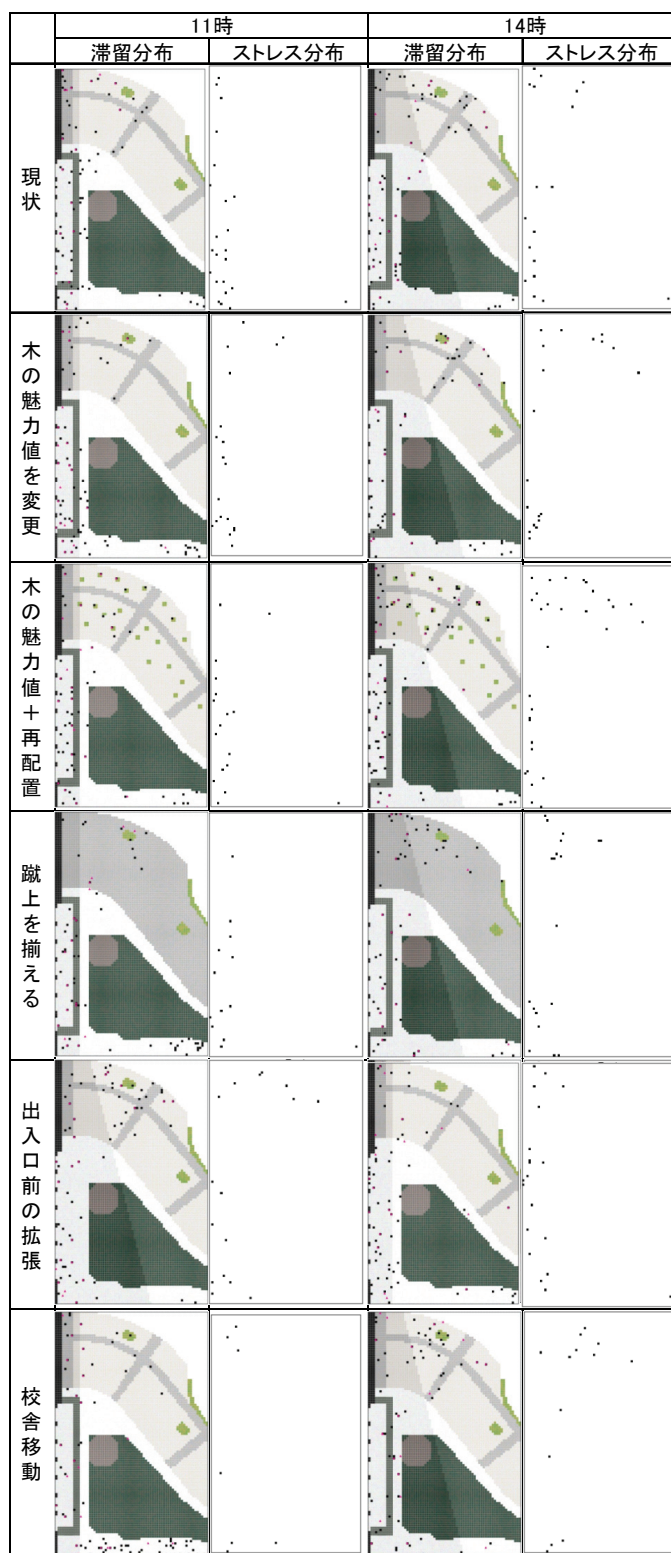 11時
14時
滞留分布
ストレス分布
滞留分布
ストレス分布
現状
木の魅力値を変更
木の魅力値+再配置
蹴上を揃える
出入口前の拡張
校舎移動